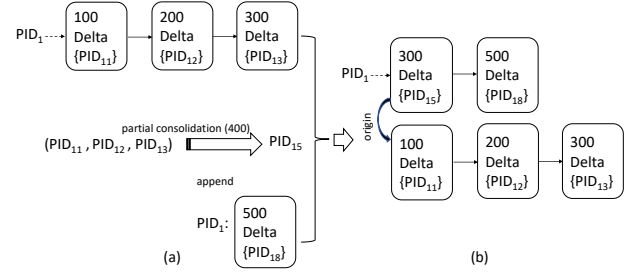 PID₁
100
Delta
{PID₁₁}
200
Delta
{PID₁₂}
300
Delta
{PID₁₃}
partial consolidation (400)
(PID₁₁ , PID₁₂ , PID₁₃)
PID₁₅
append
PID₁:
500
Delta
{PID₁₈}
(a)
PID₁
300
Delta
{PID₁₅}
500
Delta
{PID₁₈}
origin
100
Delta
{PID₁₁}
200
Delta
{PID₁₂}
300
Delta
{PID₁₃}
(b)